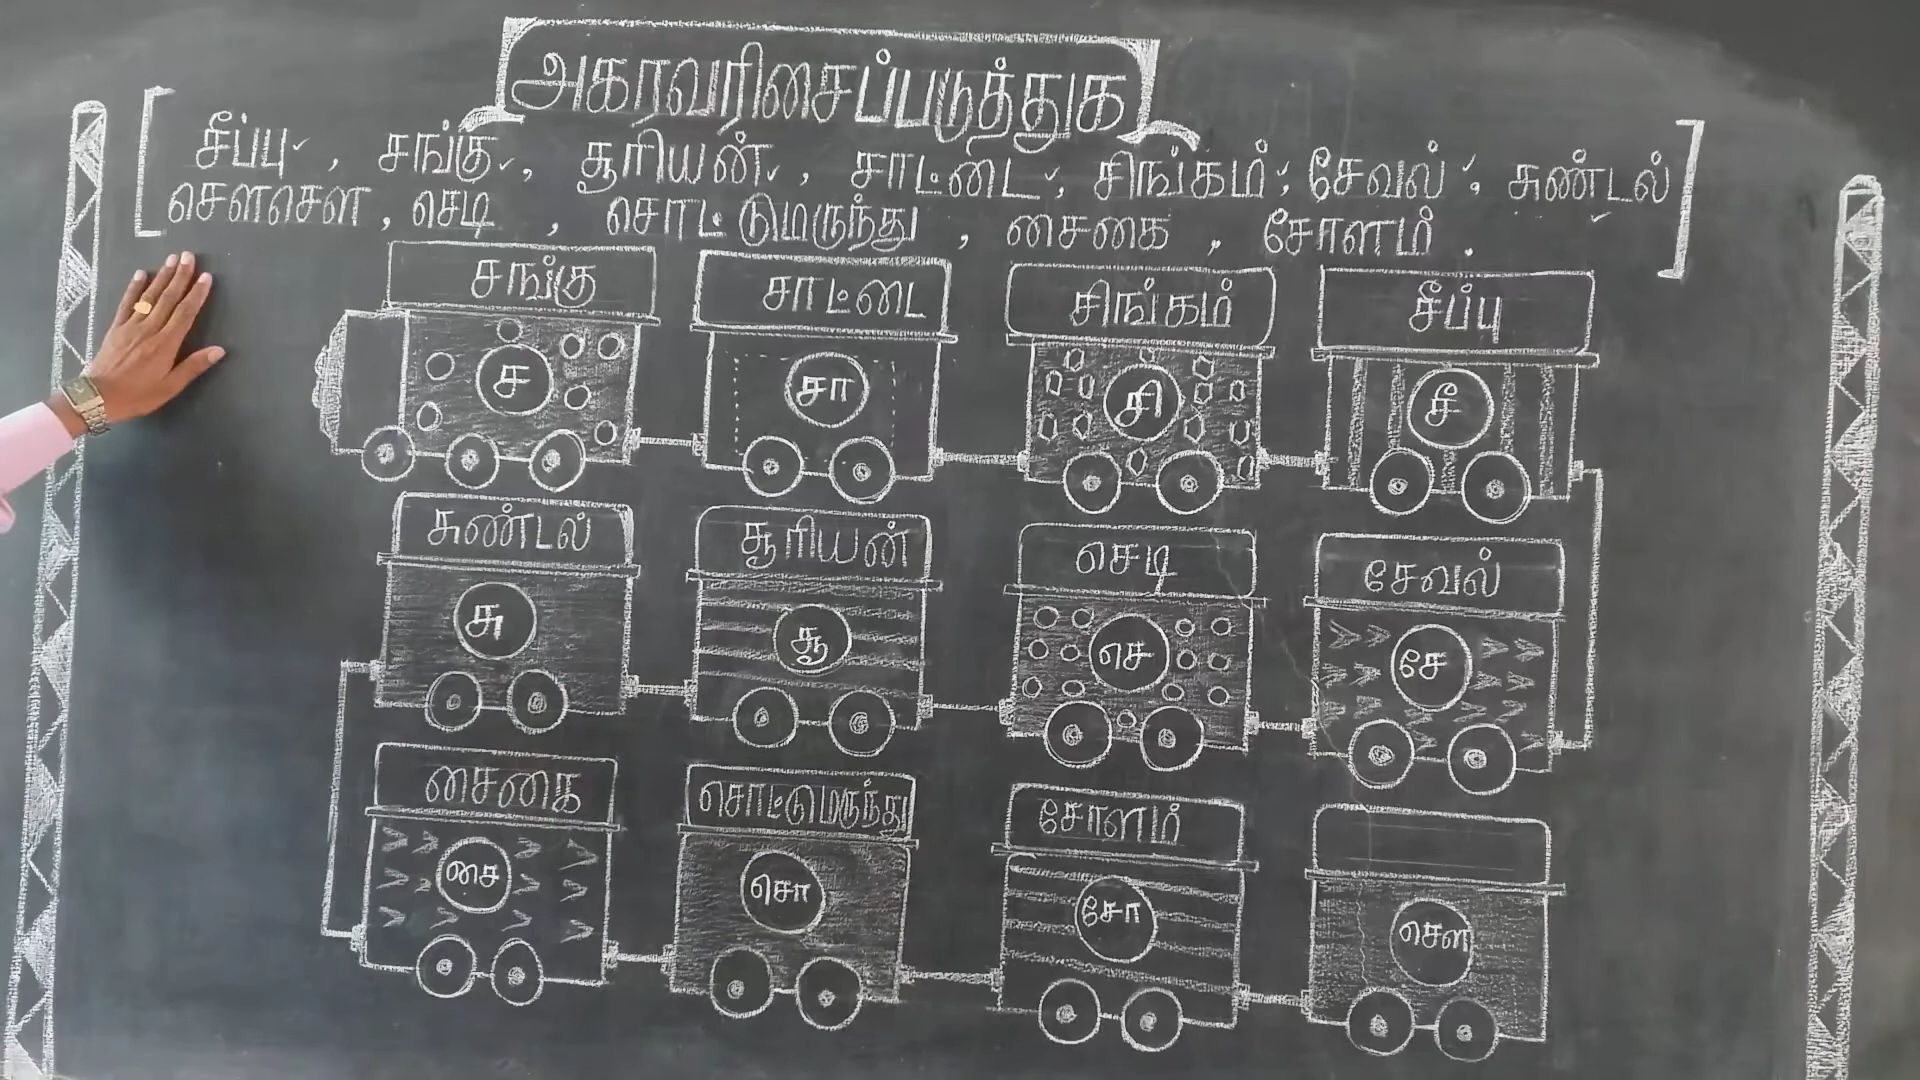 அகரவரிசைப்படுத்துக
சீப்பு , சங்கு , சூரியன் , சாட்டை , சிங்கம் , சேவல் , சுண்டல்
சௌசௌ , செடி , சொட்டுமருந்து , சைகை , சோளம் .
சங்கு சாட்டை சிங்கம் சீப்பு
ச சா சி சீ
சுண்டல் சூரியன் செடி சேவல்
சு சூ செ சே
சைகை சொட்டுமருந்து சோளம்
சை சொ சோ சௌ